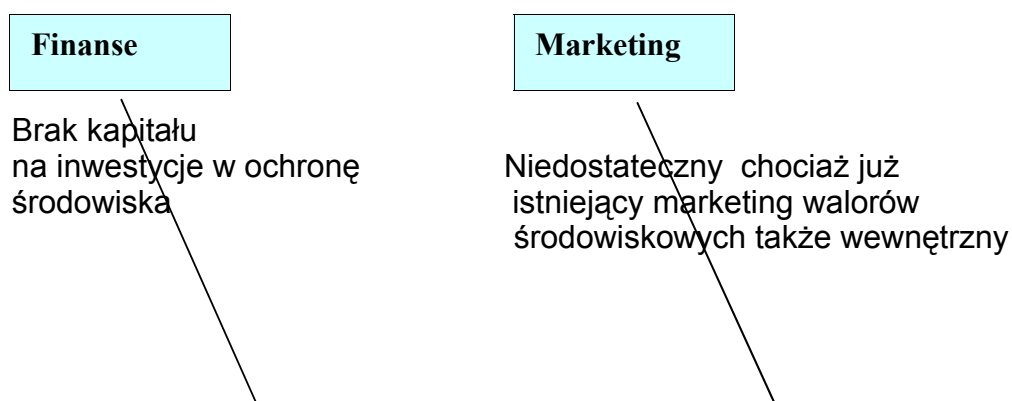 Finanse
Marketing
Brak kapitału
na inwestycje w ochronę
środowiska
Niedostateczny  chociaż już
istniejący marketing walorów
środowiskowych także wewnętrzny